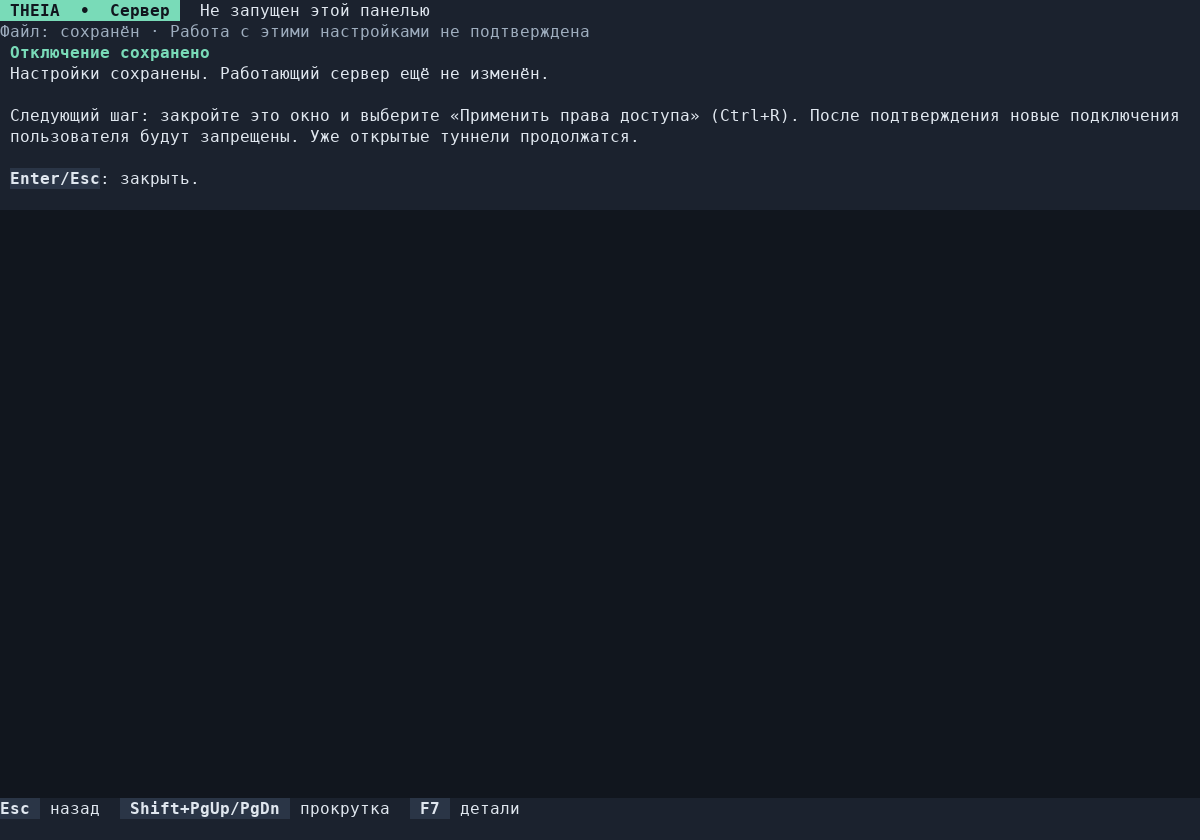 THEIA • Сервер Не запущен этой панелью
Файл: сохранён · Работа с этими настройками не подтверждена
Отключение сохранено
Настройки сохранены. Работающий сервер ещё не изменён.
Следующий шаг: закройте это окно и выберите «Применить права доступа» (Ctrl+R). После подтверждения новые подключения
пользователя будут запрещены. Уже открытые туннели продолжатся.
Enter/Esc: закрыть.
Esc назад Shift+PgUp/PgDn прокрутка F7 детали